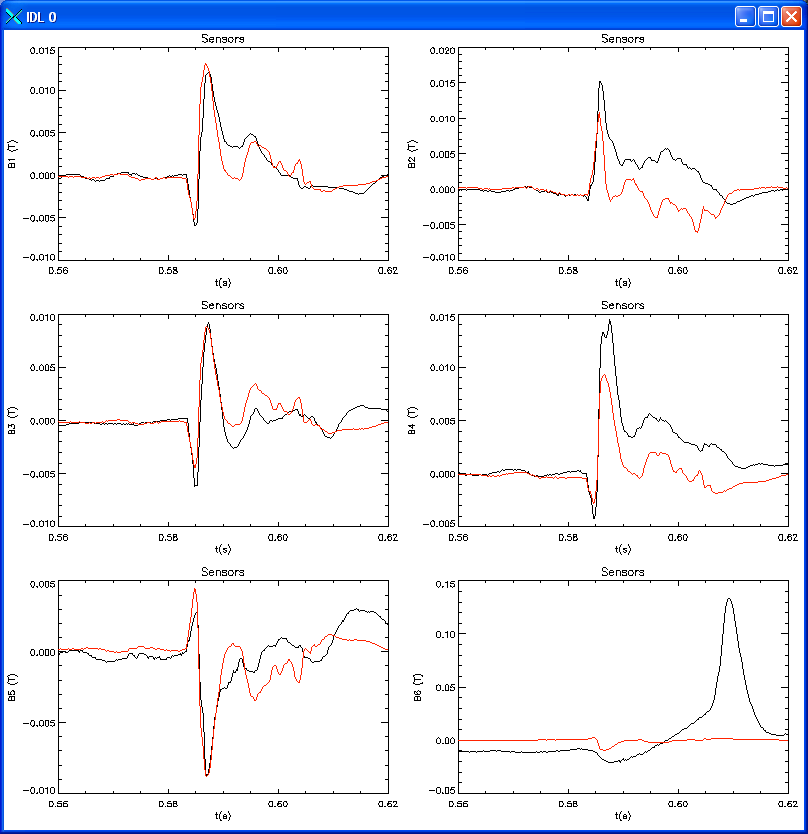 IDL 0
Sensors
Sensors
0.015
0.010
0.005
0.000
−0.005
−0.010
B1 (T)
0.56
0.58
0.60
0.62
t(s)
0.020
0.015
0.010
0.005
0.000
−0.005
−0.010
B2 (T)
0.56
0.58
0.60
0.62
t(s)
Sensors
Sensors
0.010
0.005
0.000
−0.005
−0.010
B3 (T)
0.56
0.58
0.60
0.62
t(s)
0.015
0.010
0.005
0.000
−0.005
B4 (T)
0.56
0.58
0.60
0.62
t(s)
Sensors
Sensors
0.005
0.000
−0.005
−0.010
B5 (T)
0.56
0.58
0.60
0.62
t(s)
0.15
0.10
0.05
0.00
−0.05
B6 (T)
0.56
0.58
0.60
0.62
t(s)